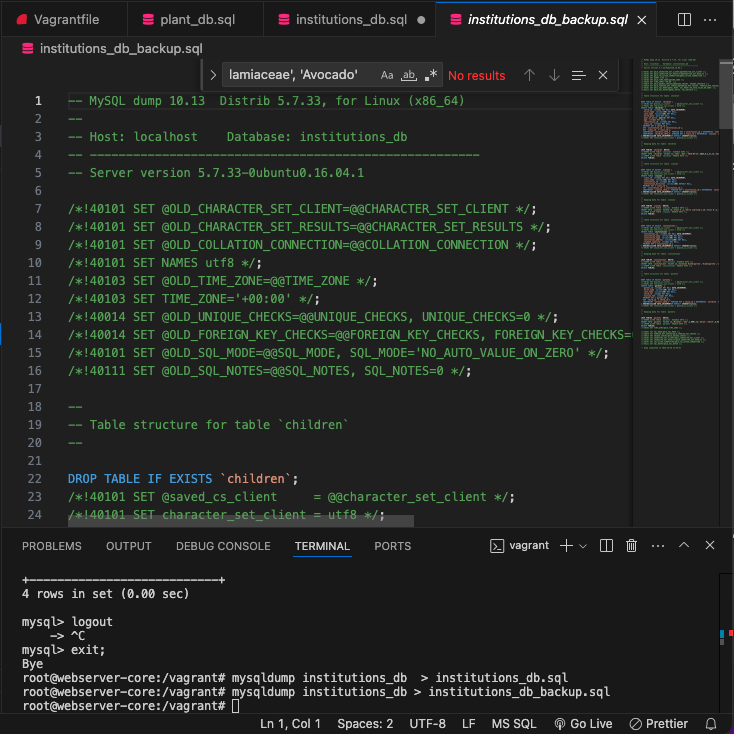 Vagrantfile
plant_db.sql
institutions_db.sql
institutions_db_backup.sql
institutions_db_backup.sql
lamiaceae', 'Avocado'
Aa
ab
.*
No results
1 -- MySQL dump 10.13  Distrib 5.7.33, for Linux (x86_64)
2 --
3 -- Host: localhost    Database: institutions_db
4 -- ------------------------------------------------------
5 -- Server version 5.7.33-0ubuntu0.16.04.1
6
7 /*!40101 SET @OLD_CHARACTER_SET_CLIENT=@@CHARACTER_SET_CLIENT */;
8 /*!40101 SET @OLD_CHARACTER_SET_RESULTS=@@CHARACTER_SET_RESULTS */;
9 /*!40101 SET @OLD_COLLATION_CONNECTION=@@COLLATION_CONNECTION */;
10 /*!40101 SET NAMES utf8 */;
11 /*!40103 SET @OLD_TIME_ZONE=@@TIME_ZONE */;
12 /*!40103 SET TIME_ZONE='+00:00' */;
13 /*!40014 SET @OLD_UNIQUE_CHECKS=@@UNIQUE_CHECKS, UNIQUE_CHECKS=0 */;
14 /*!40014 SET @OLD_FOREIGN_KEY_CHECKS=@@FOREIGN_KEY_CHECKS, FOREIGN_KEY_CHECKS=
15 /*!40101 SET @OLD_SQL_MODE=@@SQL_MODE, SQL_MODE='NO_AUTO_VALUE_ON_ZERO' */;
16 /*!40111 SET @OLD_SQL_NOTES=@@SQL_NOTES, SQL_NOTES=0 */;
17
18 --
19 -- Table structure for table `children`
20 --
21
22 DROP TABLE IF EXISTS `children`;
23 /*!40101 SET @saved_cs_client     = @@character_set_client */;
24 /*!40101 SET character_set_client = utf8 */;
PROBLEMS OUTPUT DEBUG CONSOLE TERMINAL PORTS vagrant
+----------------------------+
4 rows in set (0.00 sec)
mysql> logout
    -> ^C
mysql> exit;
Bye
root@webserver-core:/vagrant# mysqldump institutions_db  > institutions_db.sql
root@webserver-core:/vagrant# mysqldump institutions_db > institutions_db_backup.sql
root@webserver-core:/vagrant#
Ln 1, Col 1 Spaces: 2 UTF-8 LF MS SQL Go Live Prettier